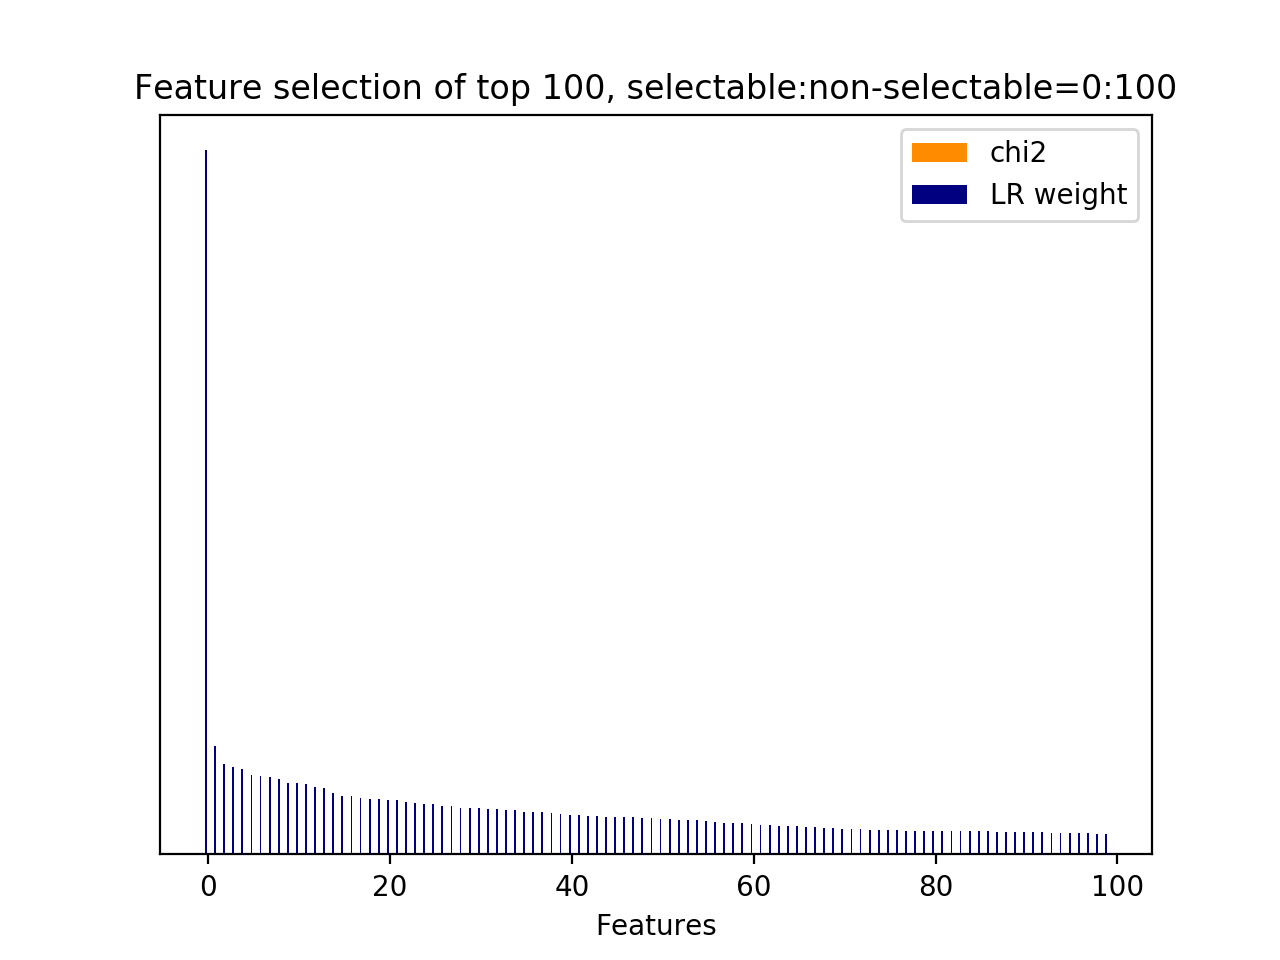 Feature selection of top 100, selectable:non-selectable=0:100
chi2
LR weight
0 20 40 60 80 100
Features